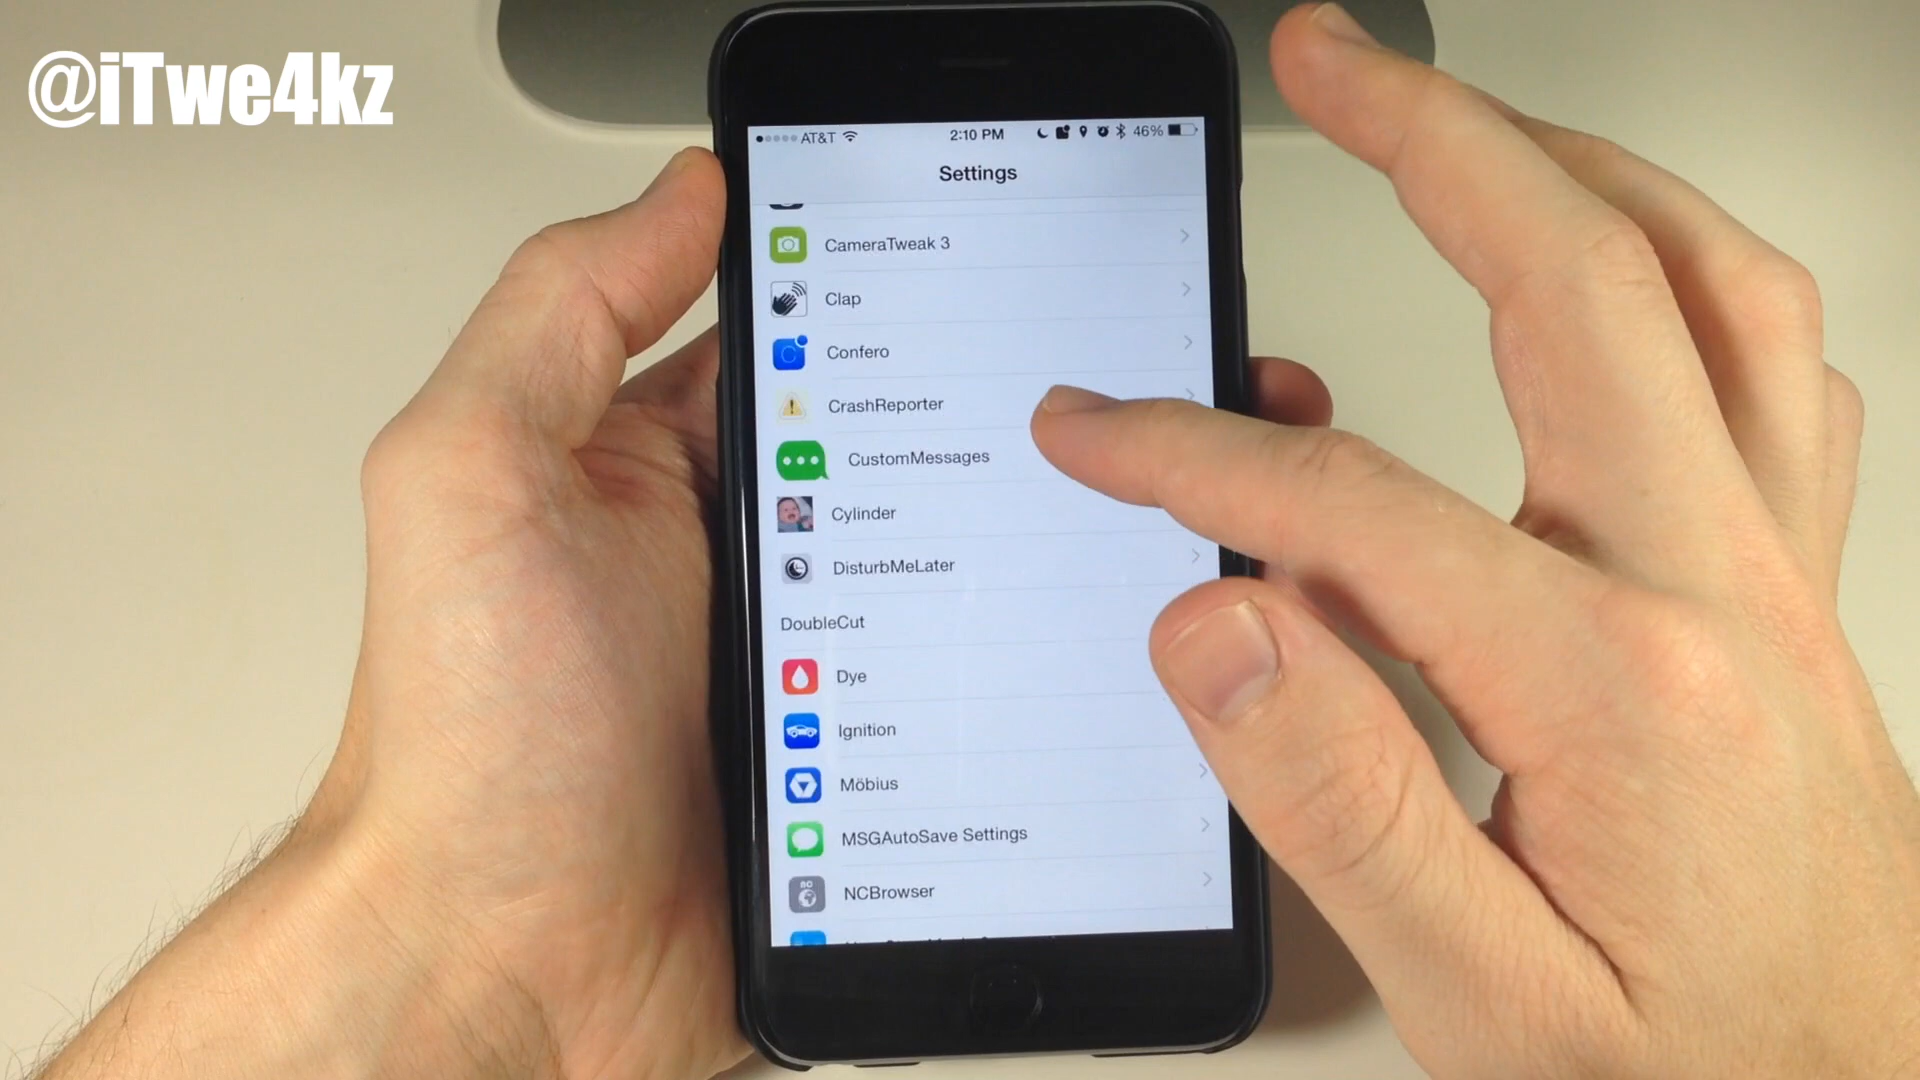 @iTwe4kz
AT&T 2:10 PM 46%
Settings
CameraTweak 3
Clap
Confero
CrashReporter
CustomMessages
Cylinder
DisturbMeLater
DoubleCut
Dye
Ignition
Möbius
MSGAutoSave Settings
NC
NCBrowser